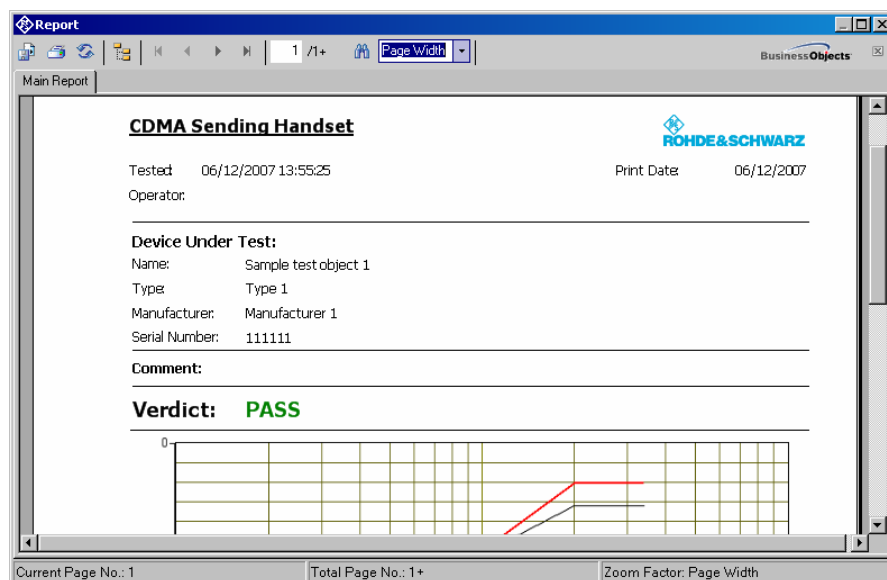 Report
1 /1+ Page Width BusinessObjects
Main Report
CDMA Sending Handset
ROHDE&SCHWARZ
Tested: 06/12/2007 13:55:25 Print Date: 06/12/2007
Operator:
Device Under Test:
Name: Sample test object 1
Type: Type 1
Manufacturer: Manufacturer 1
Serial Number: 111111
Comment:
Verdict: PASS
0
Current Page No.: 1 Total Page No.: 1+ Zoom Factor: Page Width